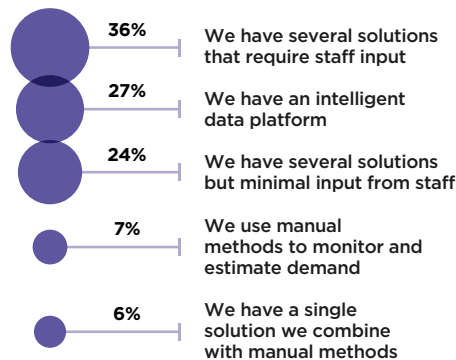 36%
We have several solutions
that require staff input
27%
We have an intelligent
data platform
24%
We have several solutions
but minimal input from staff
7%
We use manual
methods to monitor and
estimate demand
6%
We have a single
solution we combine
with manual methods